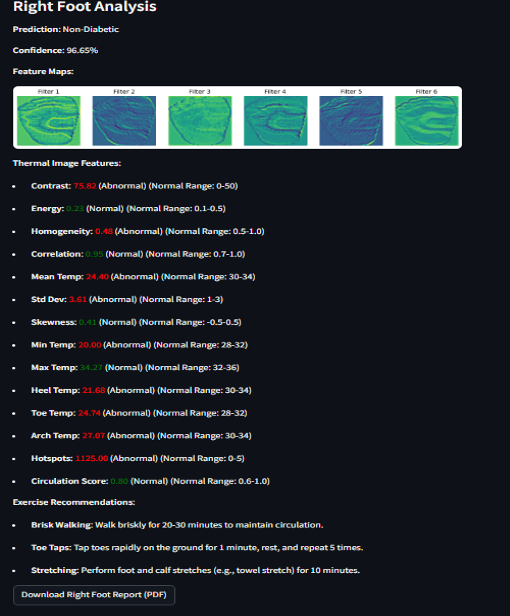 Right Foot Analysis
Prediction: Non-Diabetic
Confidence: 96.65%
Feature Maps:
Filter 1 Filter 2 Filter 3 Filter 4 Filter 5 Filter 6
Thermal Image Features:
• Contrast: 75.82 (Abnormal) (Normal Range: 0-50)
• Energy: 0.23 (Normal) (Normal Range: 0.1-0.5)
• Homogeneity: 0.48 (Abnormal) (Normal Range: 0.5-1.0)
• Correlation: 0.95 (Normal) (Normal Range: 0.7-1.0)
• Mean Temp: 24.40 (Abnormal) (Normal Range: 30-34)
• Std Dev: 3.61 (Abnormal) (Normal Range: 1-3)
• Skewness: 0.41 (Normal) (Normal Range: -0.5-0.5)
• Min Temp: 20.00 (Abnormal) (Normal Range: 28-32)
• Max Temp: 34.27 (Normal) (Normal Range: 32-36)
• Heel Temp: 21.68 (Abnormal) (Normal Range: 30-34)
• Toe Temp: 24.74 (Abnormal) (Normal Range: 28-32)
• Arch Temp: 27.07 (Abnormal) (Normal Range: 30-34)
• Hotspots: 1125.00 (Abnormal) (Normal Range: 0-5)
• Circulation Score: 0.80 (Normal) (Normal Range: 0.6-1.0)
Exercise Recommendations:
• Brisk Walking: Walk briskly for 20-30 minutes to maintain circulation.
• Toe Taps: Tap toes rapidly on the ground for 1 minute, rest, and repeat 5 times.
• Stretching: Perform foot and calf stretches (e.g., towel stretch) for 10 minutes.
Download Right Foot Report (PDF)